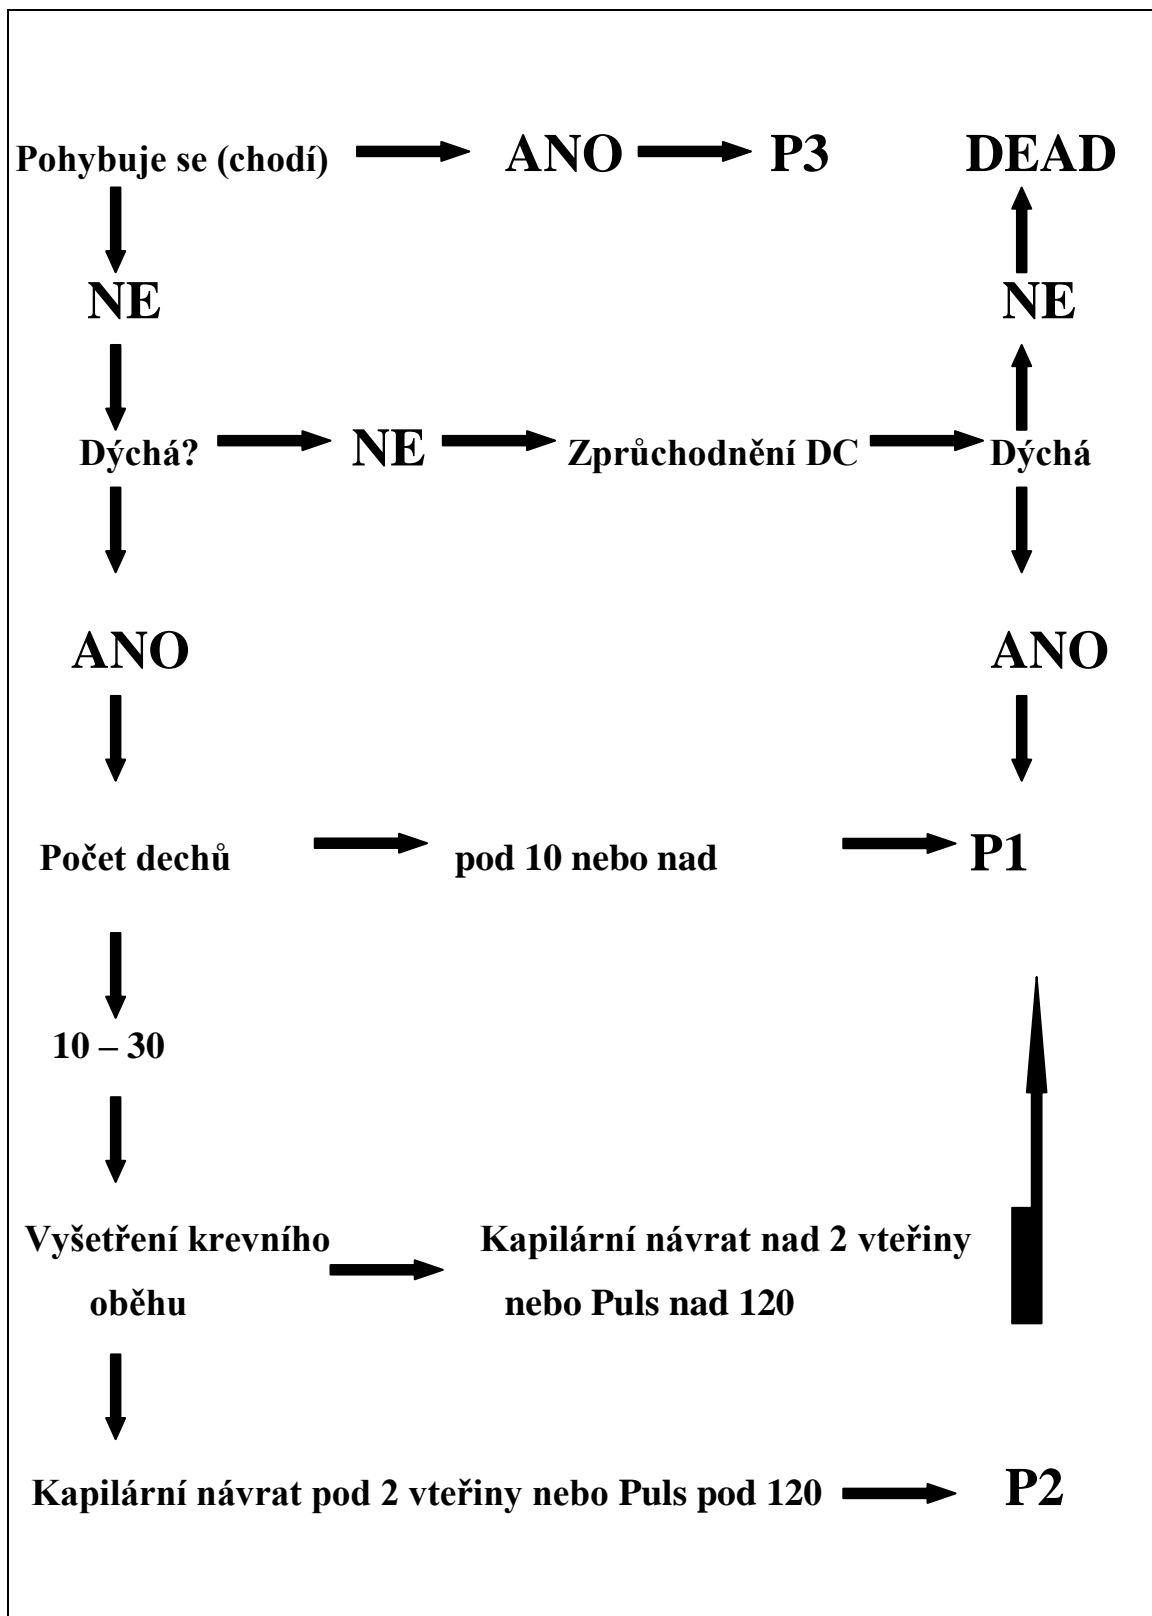 Pohybuje se (chodí) ANO P3 DEAD
NE NE
Dýchá? NE Zprůchodnění DC Dýchá
ANO ANO
Počet dechů pod 10 nebo nad P1
10 – 30
Vyšetření krevního Kapilární návrat nad 2 vteřiny
oběhu nebo Puls nad 120
Kapilární návrat pod 2 vteřiny nebo Puls pod 120 P2